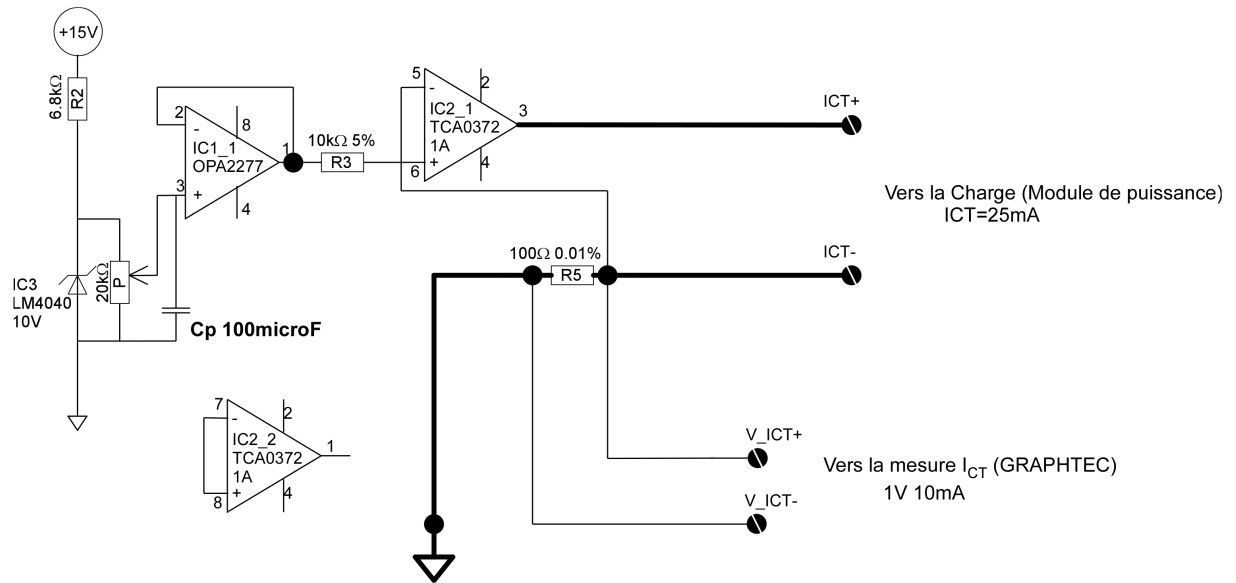 +15V
6.8kΩ
R2
2
-
8
IC1_1
OPA2277
1
3
+
4
10kΩ 5%
R3
5
-
2
IC2_1
TCA0372
1A
3
6
+
4
ICT+
Vers la Charge (Module de puissance)
ICT=25mA
ICT-
100Ω 0.01%
R5
IC3
LM4040
10V
20kΩ
P
Cp 100microF
7
-
2
IC2_2
TCA0372
1A
1
8
+
4
V_ICT+
Vers la mesure I_CT (GRAPHTEC)
1V 10mA
V_ICT-